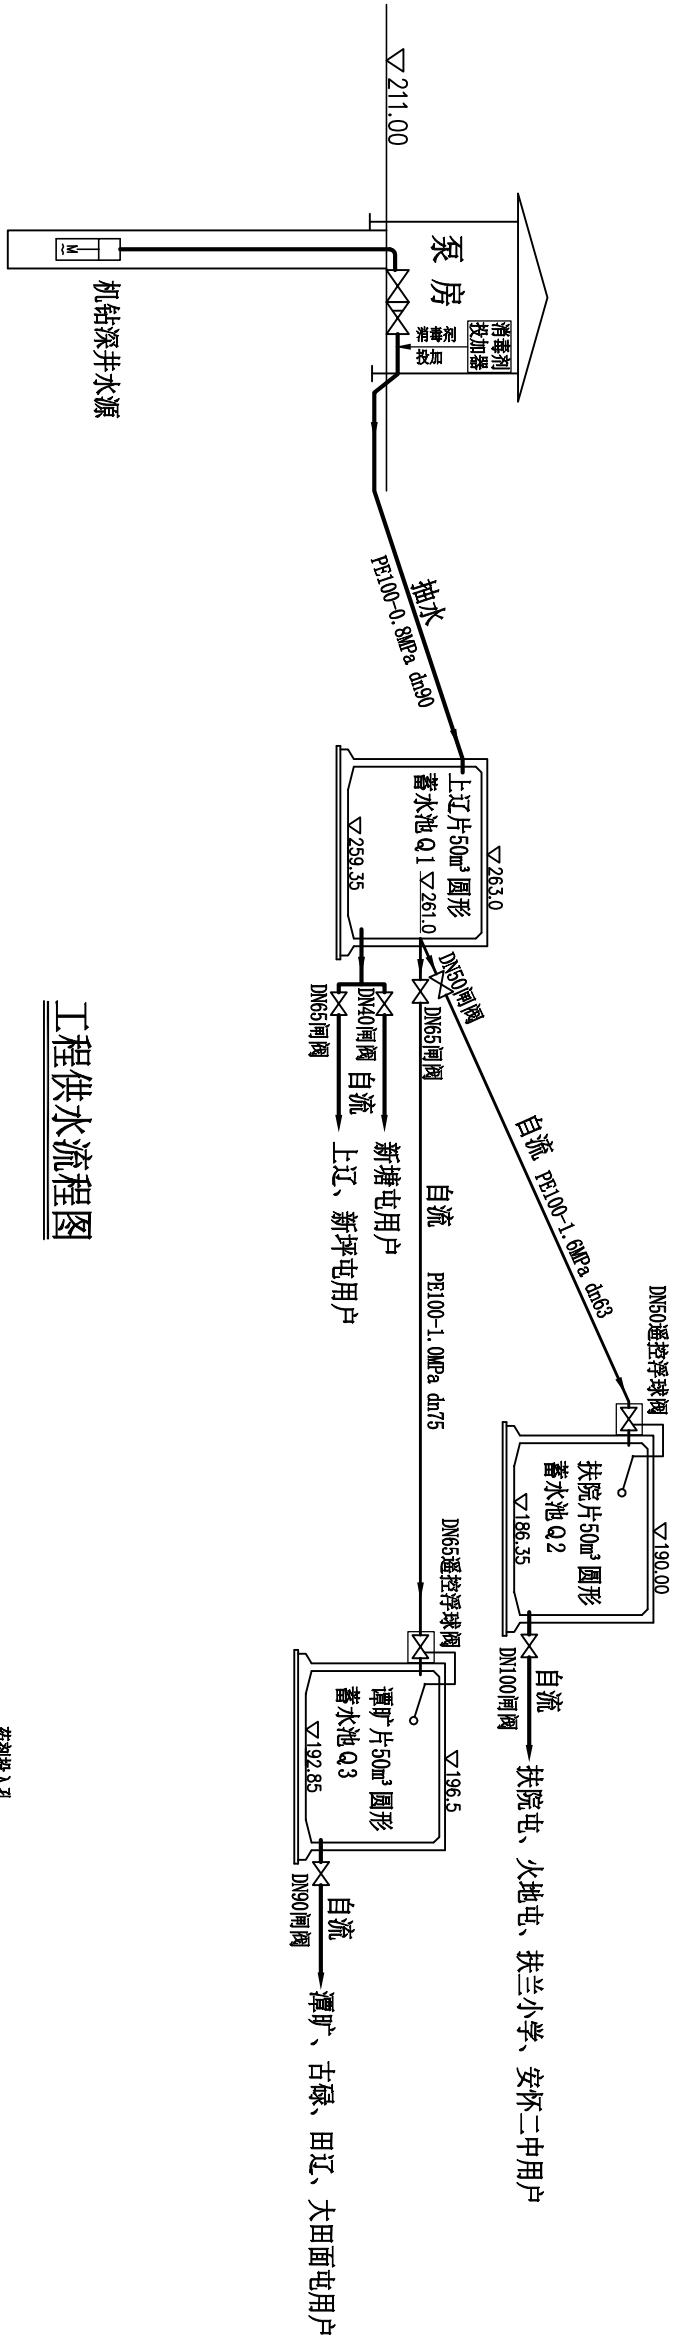 ▽211.00
泵 房
消毒剂
投加器
消毒剂
投加
M
~
机钻深井水源
抽水
PE100-0.8MPa dn90
上辽片50m³圆形
蓄水池Q1
▽263.0
▽261.0
▽259.35
DN50闸阀
DN65闸阀
DN40闸阀
DN65闸阀
自流
新塘屯用户
上辽、新坪屯用户
自流 PE100-1.6MPa dn63
自流 PE100-1.0MPa dn75
DN50遥控浮球阀
▽190.00
扶院片50m³圆形
蓄水池Q2
▽186.35
DN100闸阀
自流
扶院屯、火地屯、扶兰小学、安怀二中用户
DN65遥控浮球阀
▽196.5
谭旷片50m³圆形
蓄水池Q3
▽192.85
DN90闸阀
自流
潭旷、古碌、田辽、大田面屯用户
工程供水流程图